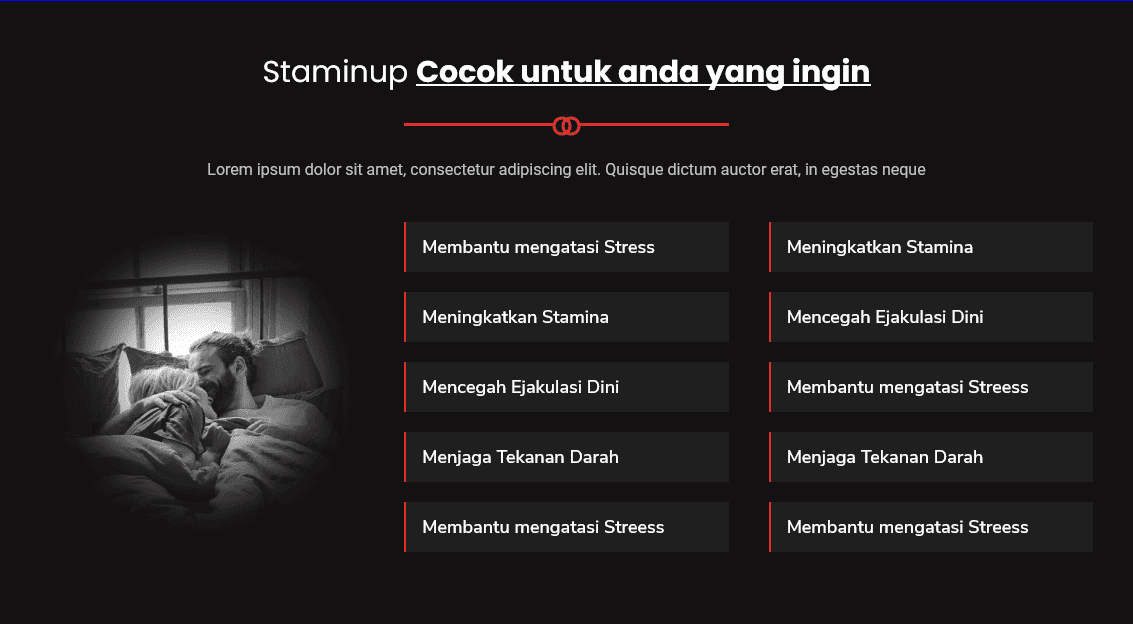 Staminup Cocok untuk anda yang ingin
Lorem ipsum dolor sit amet, consectetur adipiscing elit. Quisque dictum auctor erat, in egestas neque
Membantu mengatasi Stress
Meningkatkan Stamina
Meningkatkan Stamina
Mencegah Ejakulasi Dini
Mencegah Ejakulasi Dini
Membantu mengatasi Streess
Menjaga Tekanan Darah
Menjaga Tekanan Darah
Membantu mengatasi Streess
Membantu mengatasi Streess